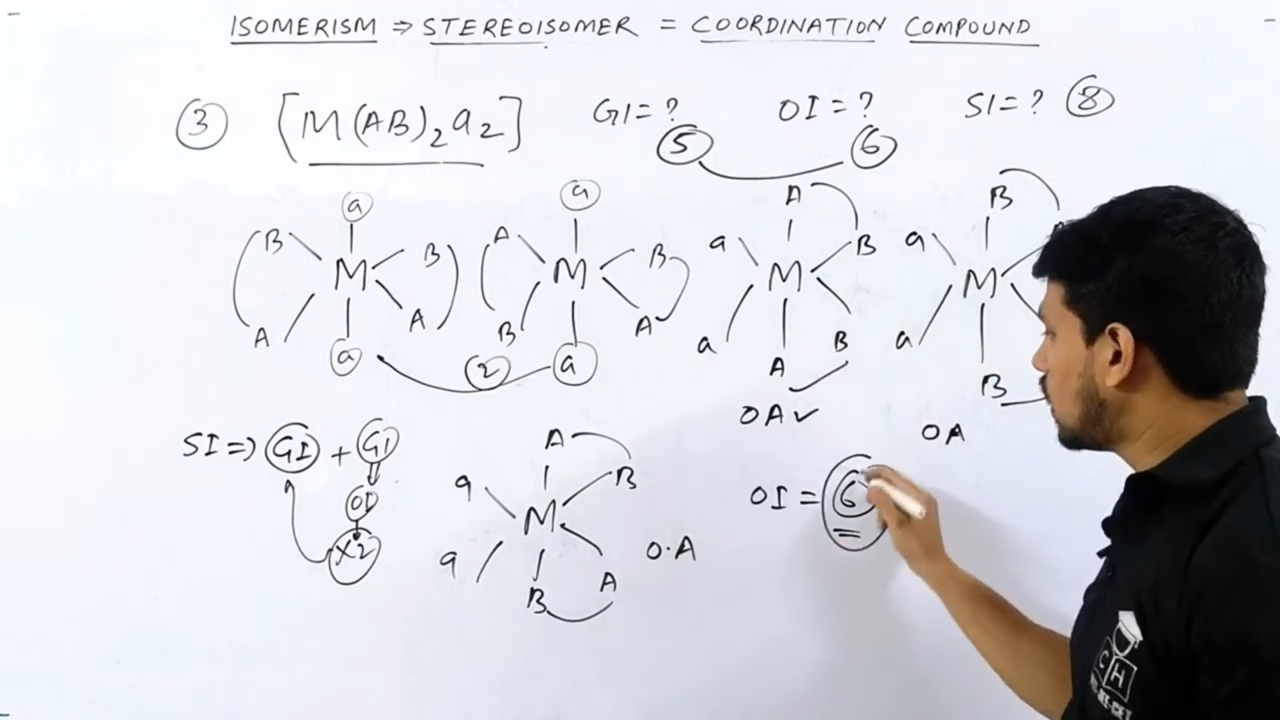 ISOMERISM ⇒ STEREOISOMER = COORDINATION COMPOUND
③ [M(AB)₂a₂] GI = ? OI = ? SI = ? ⑧
⑤ ⑥
a a A B
B B A B a B a
M M M M
A A B A a B a
a ② a A B
OA✓ OA
SI ⇒ GI + GI
OI
×2
A
a B
M
a A
B
O.A
OI = 6
C H